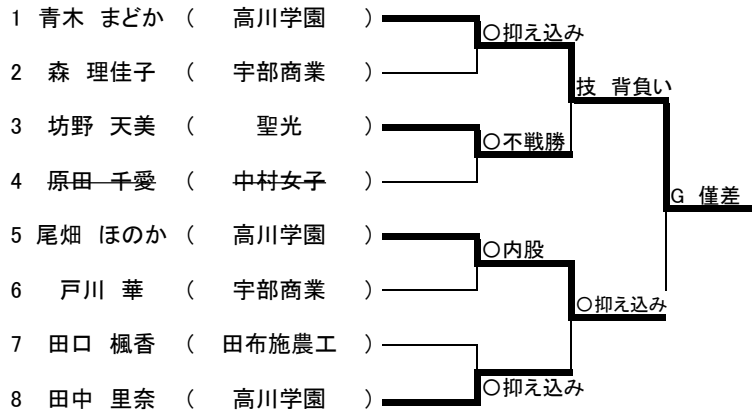 1 青木 まどか ( 高川学園 )
〇抑え込み
2 森 理佳子 ( 宇部商業 )
技 背負い
3 坊野 天美 ( 聖光 )
〇不戦勝
4 原田 千愛 ( 中村女子 )
G 僅差
5 尾畑 ほのか ( 高川学園 )
〇内股
6 戸川 華 ( 宇部商業 )
〇抑え込み
7 田口 楓香 ( 田布施農工 )
〇抑え込み
8 田中 里奈 ( 高川学園 )